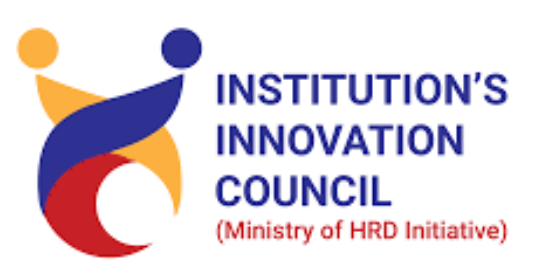 INSTITUTION'S
INNOVATION
COUNCIL
(Ministry of HRD Initiative)